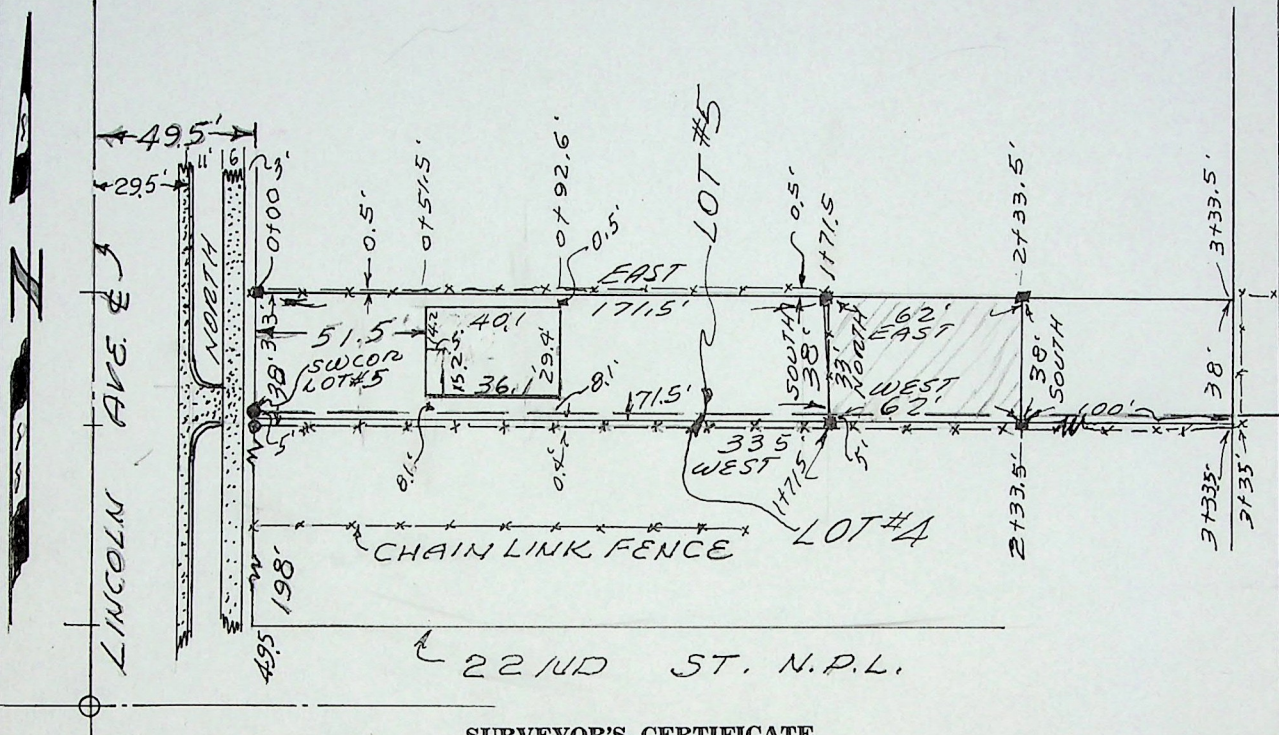 49.5'
11'
6'
3'
29.5'
0+00
0.5'
0+51.5'
0+92.6'
0.5'
LOT #5
0.5'
1+71.5
2+33.5'
3+33.5'
LINCOLN AVE. &
NORTH
EAST
171.5'
33'
38'
51.5'
SW COR
LOT #5
40.1'
15.2'
36.1'
29.4'
8.1'
171.5'
SOUTH
38'
33'
NORTH
62'
EAST
WEST
62'
38'
SOUTH
100'
38'
5'
8.1'
0.4'
335
WEST
1+71.5
5'
2+33.5'
3+33.5
3+35'
LOT #4
CHAIN LINK FENCE
198'
49.5
22ND ST. N.P.L.
SURVEYOR'S CERTIFICATE